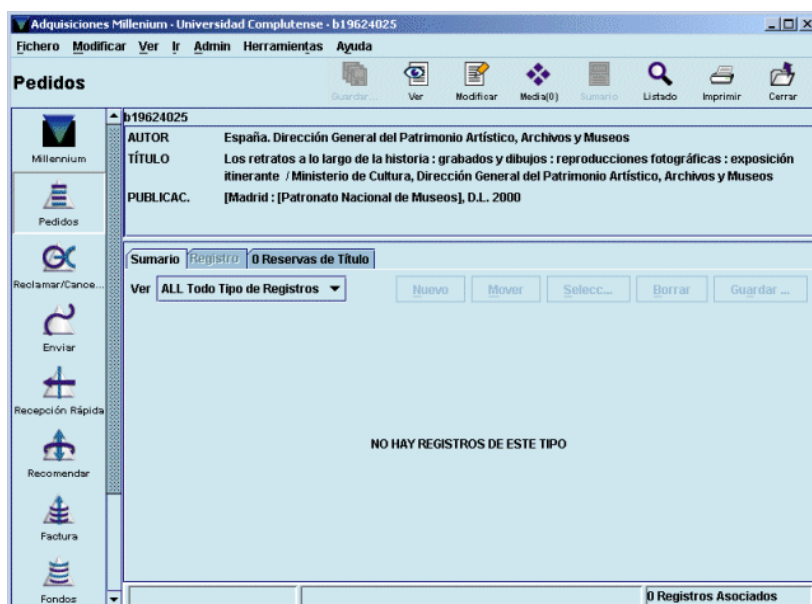 Adquisiciones Millenium - Universidad Complutense - b19624025
Fichero Modificar Ver Ir Admin Herramientas Ayuda
Pedidos
Guardar... Ver Modificar Media(0) Sumario Listado Imprimir Cerrar
Millennium
Pedidos
Reclamar/Cance...
Enviar
Recepción Rápida
Recomendar
Factura
Fondos
b19624025
AUTOR España. Dirección General del Patrimonio Artístico, Archivos y Museos
TÍTULO Los retratos a lo largo de la historia : grabados y dibujos : reproducciones fotográficas : exposición
itinerante / Ministerio de Cultura, Dirección General del Patrimonio Artístico, Archivos y Museos
PUBLICAC. [Madrid : [Patronato Nacional de Museos], D.L. 2000
Sumario Registro 0 Reservas de Título
Ver ALL Todo Tipo de Registros Nuevo Mover Selecc... Borrar Guardar ...
NO HAY REGISTROS DE ESTE TIPO
0 Registros Asociados